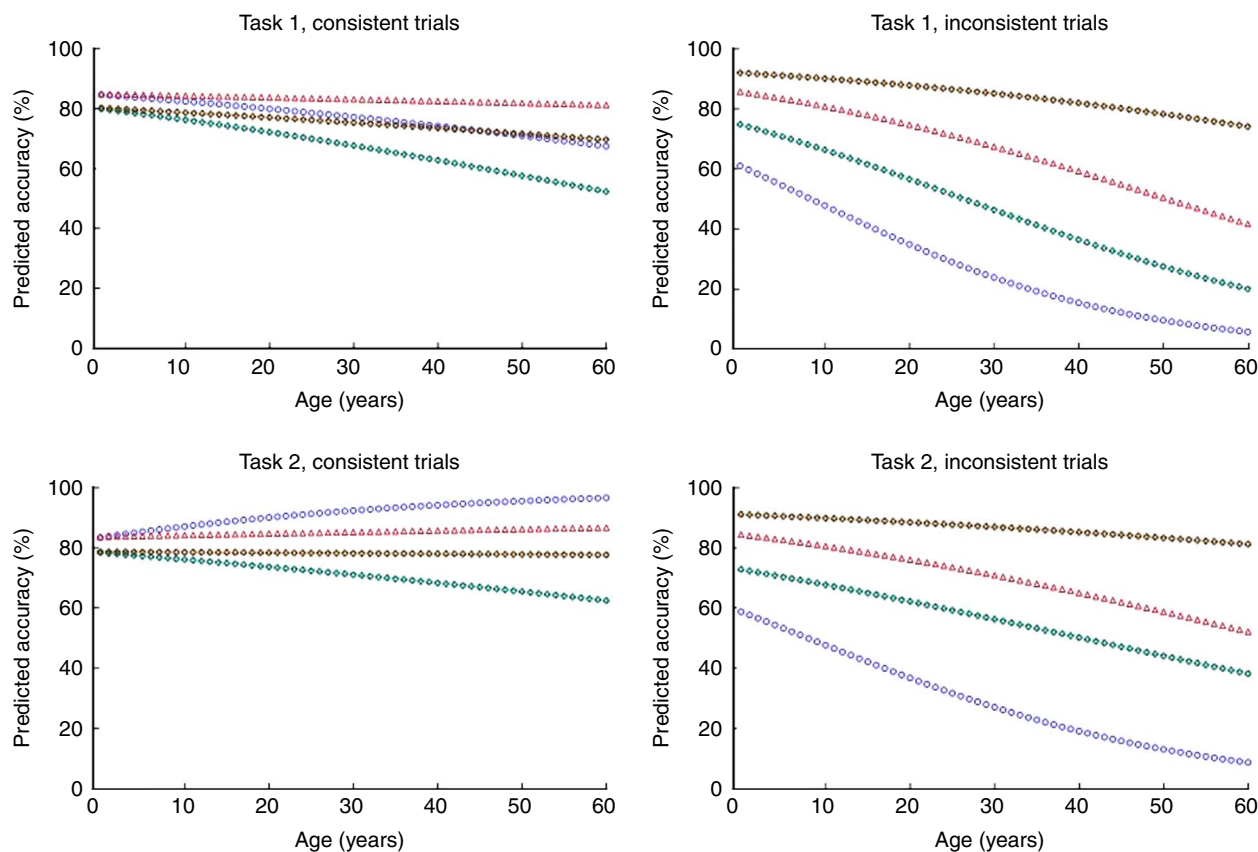 Task 1, consistent trials
Predicted accuracy (%)
100
80
60
40
20
0
0 10 20 30 40 50 60
Age (years)
Task 1, inconsistent trials
Predicted accuracy (%)
100
80
60
40
20
0
0 10 20 30 40 50 60
Age (years)
Task 2, consistent trials
Predicted accuracy (%)
100
80
60
40
20
0
0 10 20 30 40 50 60
Age (years)
Task 2, inconsistent trials
Predicted accuracy (%)
100
80
60
40
20
0
0 10 20 30 40 50 60
Age (years)